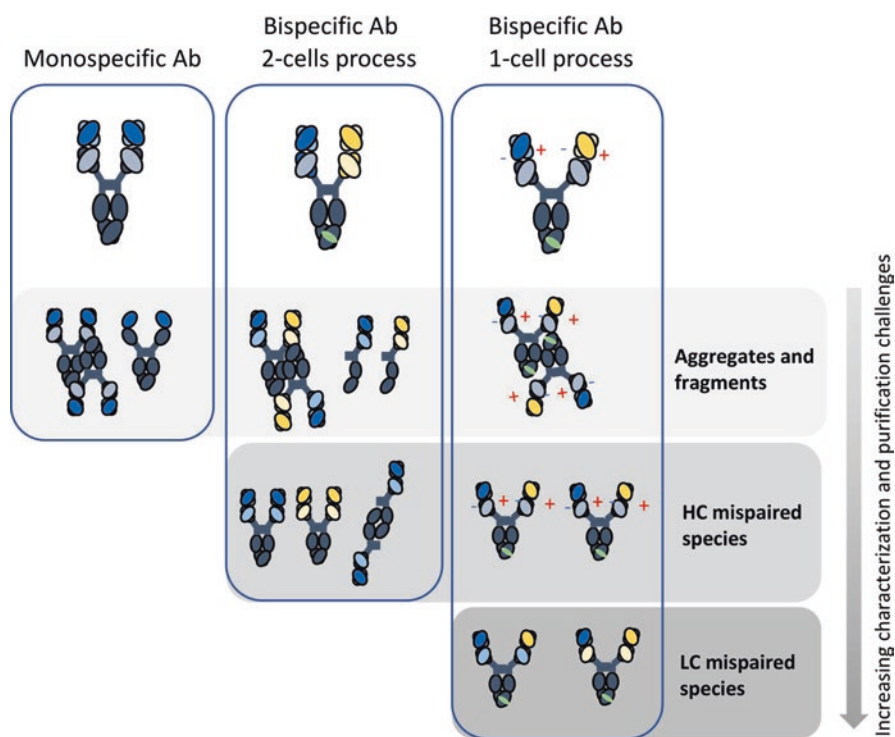 Monospecific Ab
Bispecific Ab
2-cells process
Bispecific Ab
1-cell process
- + - +
Aggregates and
fragments
- + - +
+ - + -
HC mispaired
species
- + - + - + - +
LC mispaired
species
Increasing characterization and purification challenges